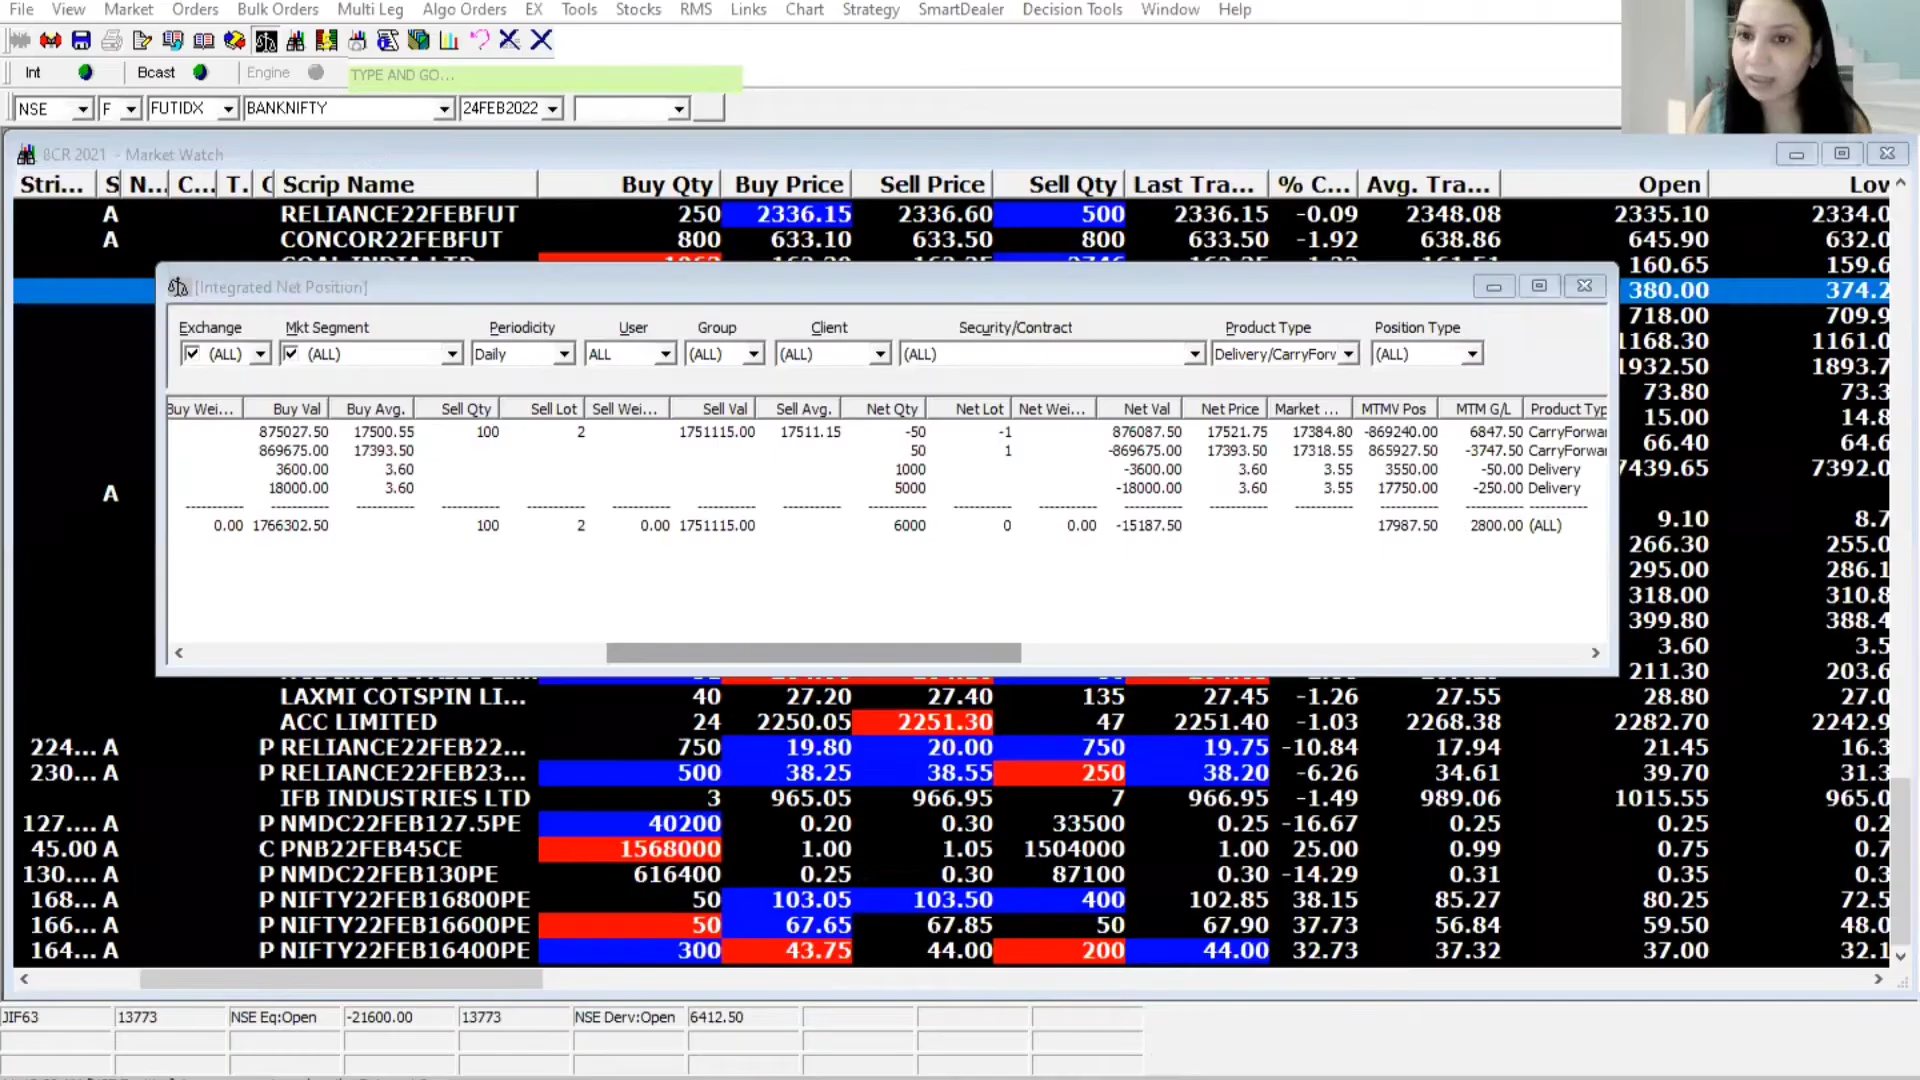 File View Market Orders Bulk Orders Multi Leg Algo Orders EX Tools Stocks RMS Links Chart Strategy SmartDealer Decision Tools Window Help
Int Bcast Engine TYPE AND GO...
NSE F FUTIDX BANKNIFTY 24FEB2022
8CR 2021 - Market Watch
Stri... S N... C... T. C Scrip Name Buy Qty Buy Price Sell Price Sell Qty Last Tra... % C... Avg. Tra... Open Lov
A RELIANCE22FEBFUT 250 2336.15 2336.60 500 2336.15 -0.09 2348.08 2335.10 2334.0
A CONCOR22FEBFUT 800 633.10 633.50 800 633.50 -1.92 638.86 645.90 632.0
160.65 159.6
[Integrated Net Position] 380.00 374.2
718.00 709.9
Exchange Mkt Segment Periodicity User Group Client Security/Contract Product Type Position Type
(ALL) (ALL) Daily ALL (ALL) (ALL) (ALL) Delivery/CarryForv (ALL)
1168.30 1161.0
1932.50 1893.7
73.80 73.3
Buy Wei... Buy Val Buy Avg. Sell Qty Sell Lot Sell Wei... Sell Val Sell Avg. Net Qty Net Lot Net Wei... Net Val Net Price Market ... MTMV Pos MTM G/L Product Typ
15.00 14.8
875027.50 17500.55 100 2 1751115.00 17511.15 -50 -1 876087.50 17521.75 17384.80 -869240.00 6847.50 CarryForwar
66.40 64.6
869675.00 17393.50 50 1 -869675.00 17393.50 17318.55 865927.50 -3747.50 CarryForwar
3600.00 3.60 1000 -3600.00 3.60 3.55 3550.00 -50.00 Delivery
7439.65 7392.0
18000.00 3.60 5000 -18000.00 3.60 3.55 17750.00 -250.00 Delivery
A
0.00 1766302.50 100 2 0.00 1751115.00 6000 0 0.00 -15187.50 17987.50 2800.00 (ALL)
9.10 8.7
266.30 255.0
295.00 286.1
318.00 310.8
399.80 388.4
3.60 3.5
211.30 203.6
LAXMI COTSPIN LI... 40 27.20 27.40 135 27.45 -1.26 27.55 28.80 27.0
ACC LIMITED 24 2250.05 2251.30 47 2251.40 -1.03 2268.38 2282.70 2242.9
224... A P RELIANCE22FEB22... 750 19.80 20.00 750 19.75 -10.84 17.94 21.45 16.3
230... A P RELIANCE22FEB23... 500 38.25 38.55 250 38.20 -6.26 34.61 39.70 31.3
IFB INDUSTRIES LTD 3 965.05 966.95 7 966.95 -1.49 989.06 1015.55 965.0
127.... A P NMDC22FEB127.5PE 40200 0.20 0.30 33500 0.25 -16.67 0.25 0.25 0.2
45.00 A C PNB22FEB45CE 1568000 1.00 1.05 1504000 1.00 25.00 0.99 0.75 0.7
130.... A P NMDC22FEB130PE 616400 0.25 0.30 87100 0.30 -14.29 0.31 0.35 0.3
168... A P NIFTY22FEB16800PE 50 103.05 103.50 400 102.85 38.15 85.27 80.25 72.5
166... A P NIFTY22FEB16600PE 50 67.65 67.85 50 67.90 37.73 56.84 59.50 48.0
164... A P NIFTY22FEB16400PE 300 43.75 44.00 200 44.00 32.73 37.32 37.00 32.1
JIF63 13773 NSE Eq:Open -21600.00 13773 NSE Derv:Open 6412.50